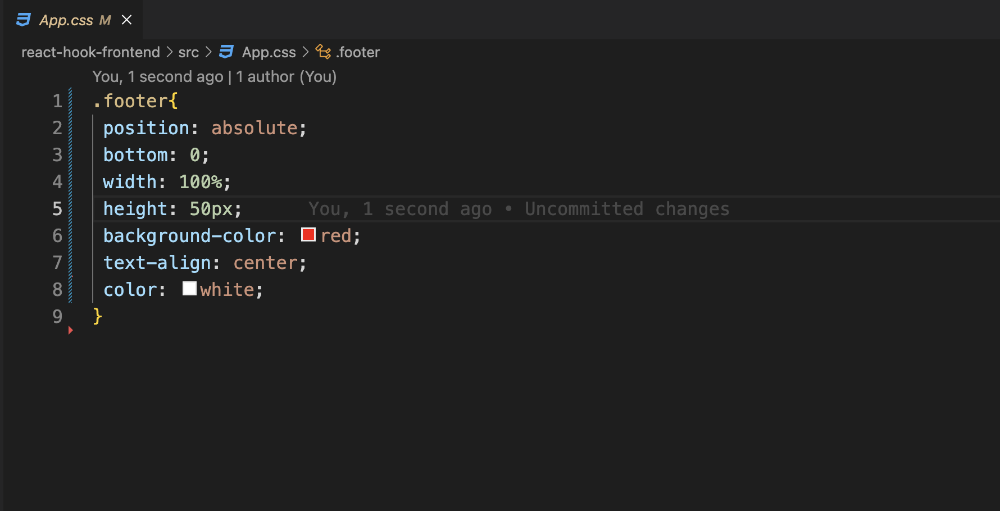 App.css M
react-hook-frontend > src > App.css > .footer
You, 1 second ago | 1 author (You)
1 .footer{
2 position: absolute;
3 bottom: 0;
4 width: 100%;
5 height: 50px; You, 1 second ago • Uncommitted changes
6 background-color: red;
7 text-align: center;
8 color: white;
9 }